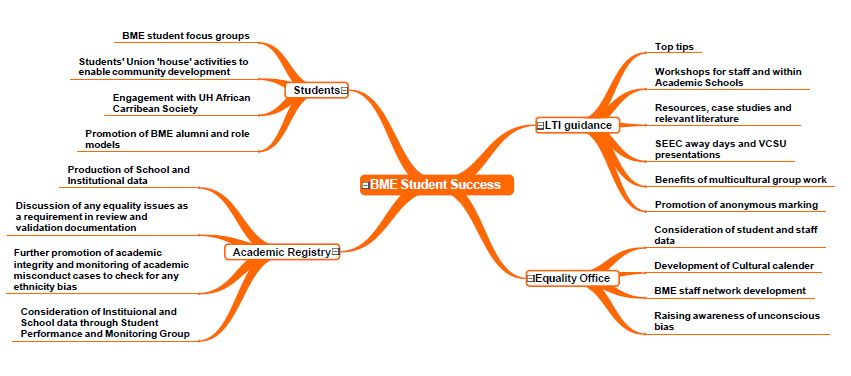 BME Student Success
Students
BME student focus groups
Students' Union 'house' activities to
enable community development
Engagement with UH African
Carribean Society
Promotion of BME alumni and role
models
Academic Registry
Production of School and
Institutional data
Discussion of any equality issues as
a requirement in review and
validation documentation
Further promotion of academic
integrity and monitoring of academic
misconduct cases to check for any
ethnicity bias
Consideration of Instituional and
School data through Student
Performance and Monitoring Group
LTI guidance
Top tips
Workshops for staff and within
Academic Schools
Resources, case studies and
relevant literature
SEEC away days and VCSU
presentations
Benefits of multicultural group work
Promotion of anonymous marking
Equality Office
Consideration of student and staff
data
Development of Cultural calender
BME staff network development
Raising awareness of unconscious
bias